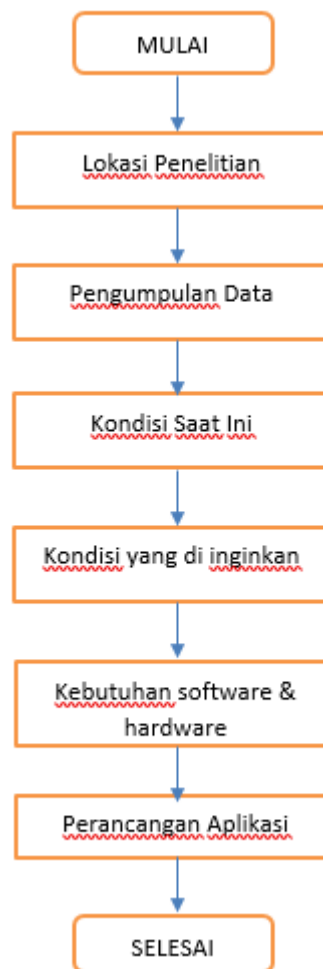 MULAI
Lokasi Penelitian
Pengumpulan Data
Kondisi Saat Ini
Kondisi yang di inginkan
Kebutuhan software &
hardware
Perancangan Aplikasi
SELESAI